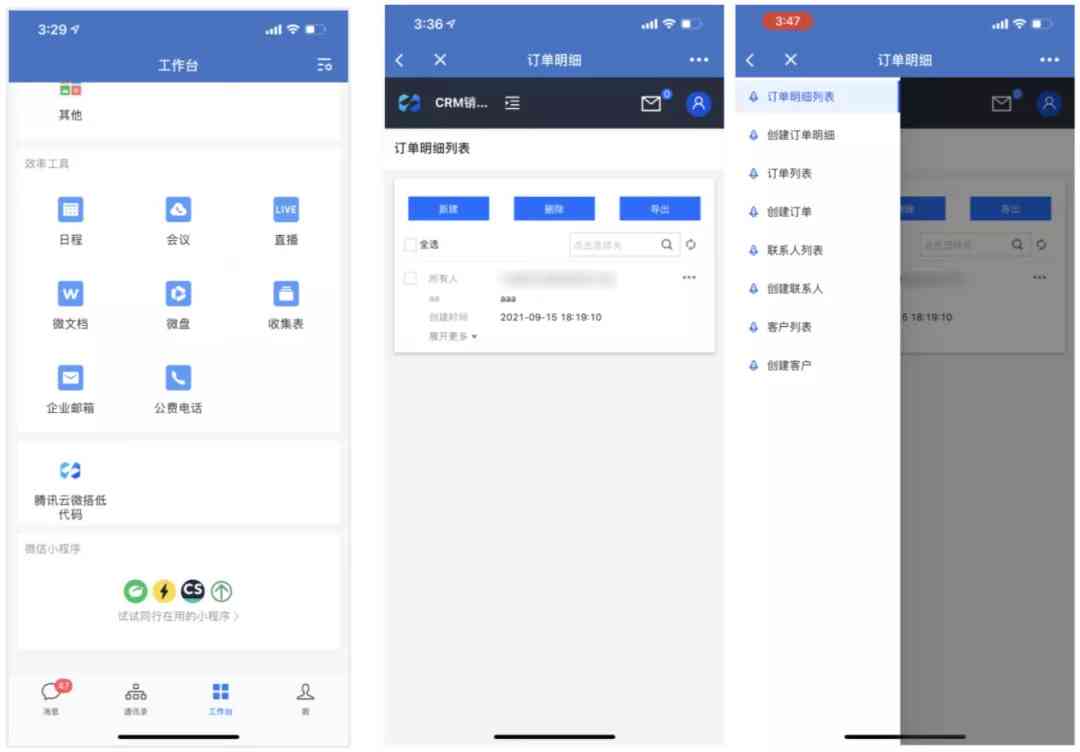 3:29
工作台
其他
效率工具
日程
会议
LIVE
直播
W
微文档
微盘
收集表
企业邮箱
公费电话
腾讯云微搭低
代码
微信小程序
CS
试试同行在用的小程序 >
67
消息
通讯录
工作台
我
3:36
订单明细
CRM销...
0
订单明细列表
新建
删除
导出
全选
点击选择先
所有人
aa
aaa
创建时间
2021-09-15 18:19:10
展开更多
3:47
订单明细
订单明细列表
创建订单明细
订单列表
创建订单
联系人列表
创建联系人
客户列表
创建客户
导出
5 18:19:10